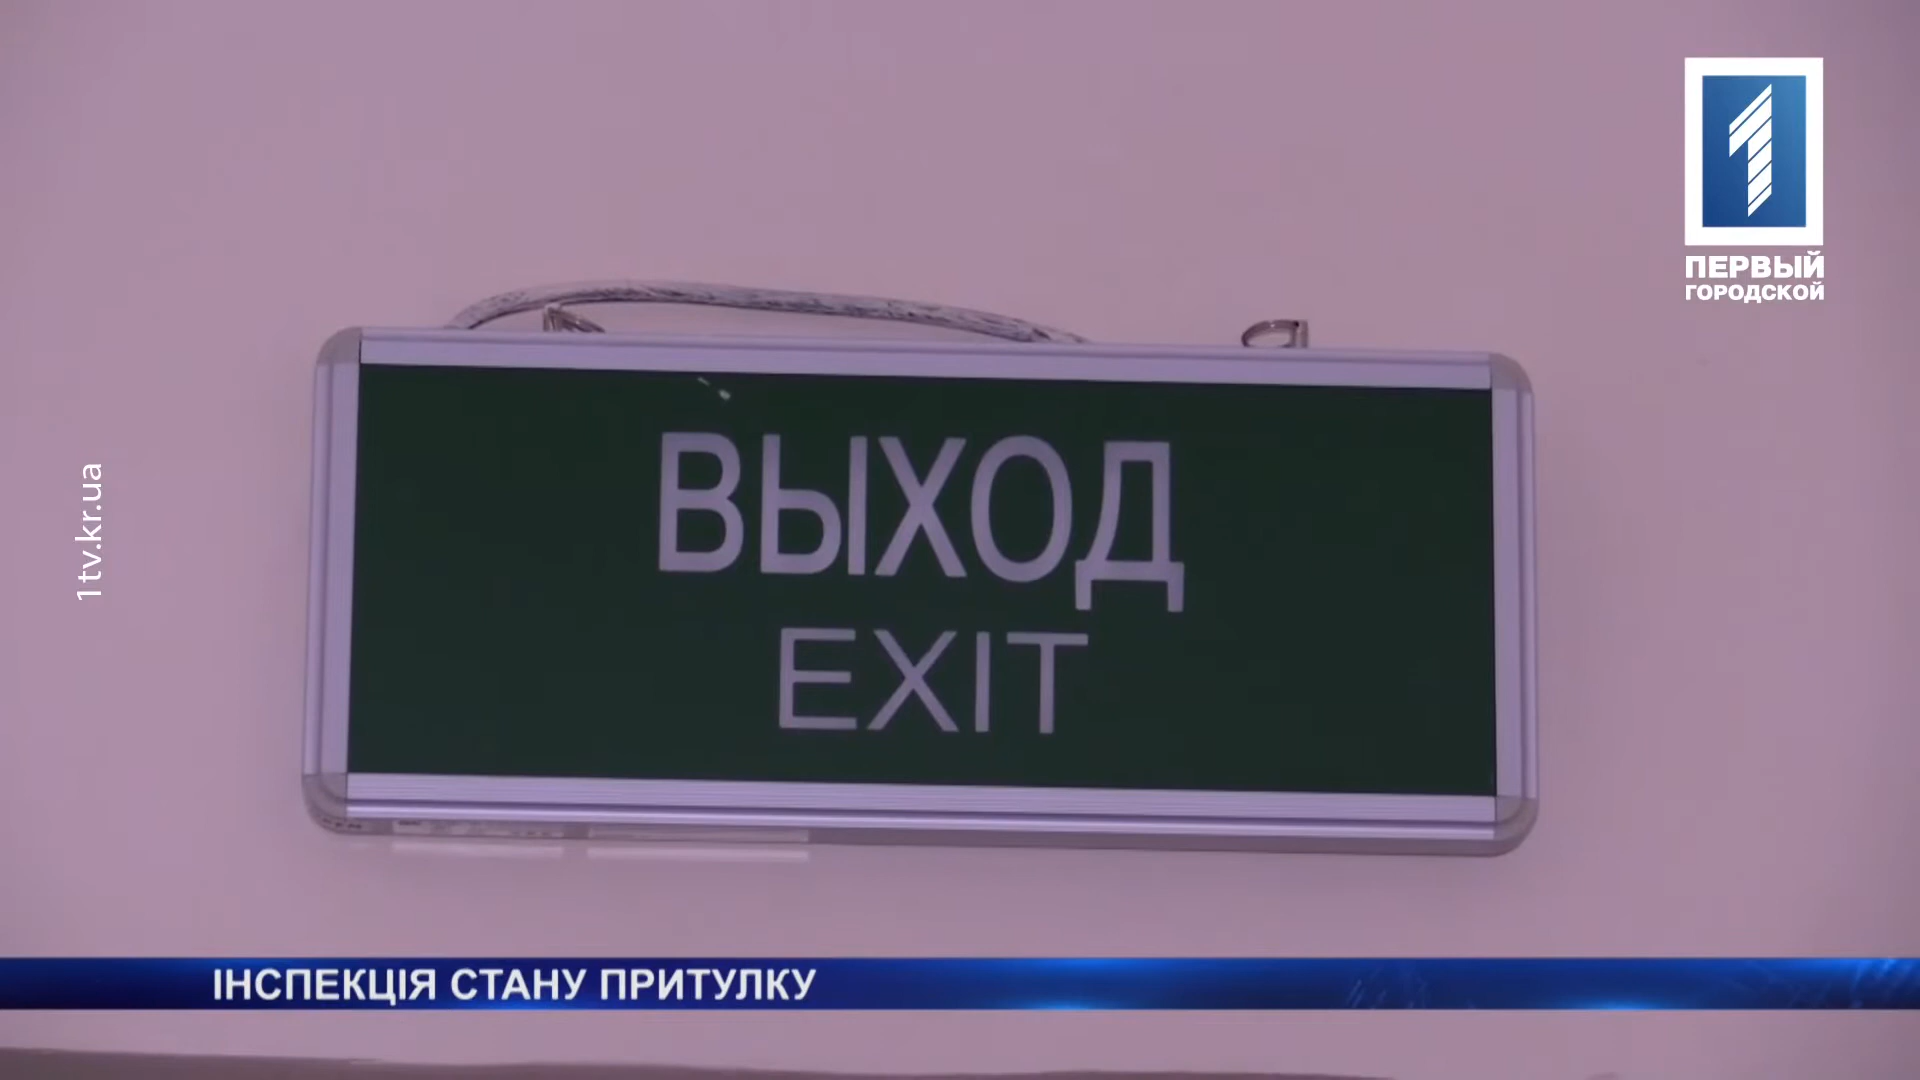 ПЕРВЫЙ
ГОРОДСКОЙ
1tv.kr.ua
ВЫХОД
EXIT
ІНСПЕКЦІЯ СТАНУ ПРИТУЛКУ